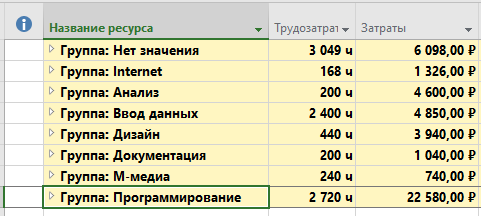 Название ресурса Трудозатрат Затраты
Группа: Нет значения 3 049 ч 6 098,00 ₽
Группа: Internet 168 ч 1 326,00 ₽
Группа: Анализ 200 ч 4 600,00 ₽
Группа: Ввод данных 2 400 ч 4 850,00 ₽
Группа: Дизайн 440 ч 3 940,00 ₽
Группа: Документация 200 ч 1 040,00 ₽
Группа: М-медиа 240 ч 740,00 ₽
Группа: Программирование 2 720 ч 22 580,00 ₽